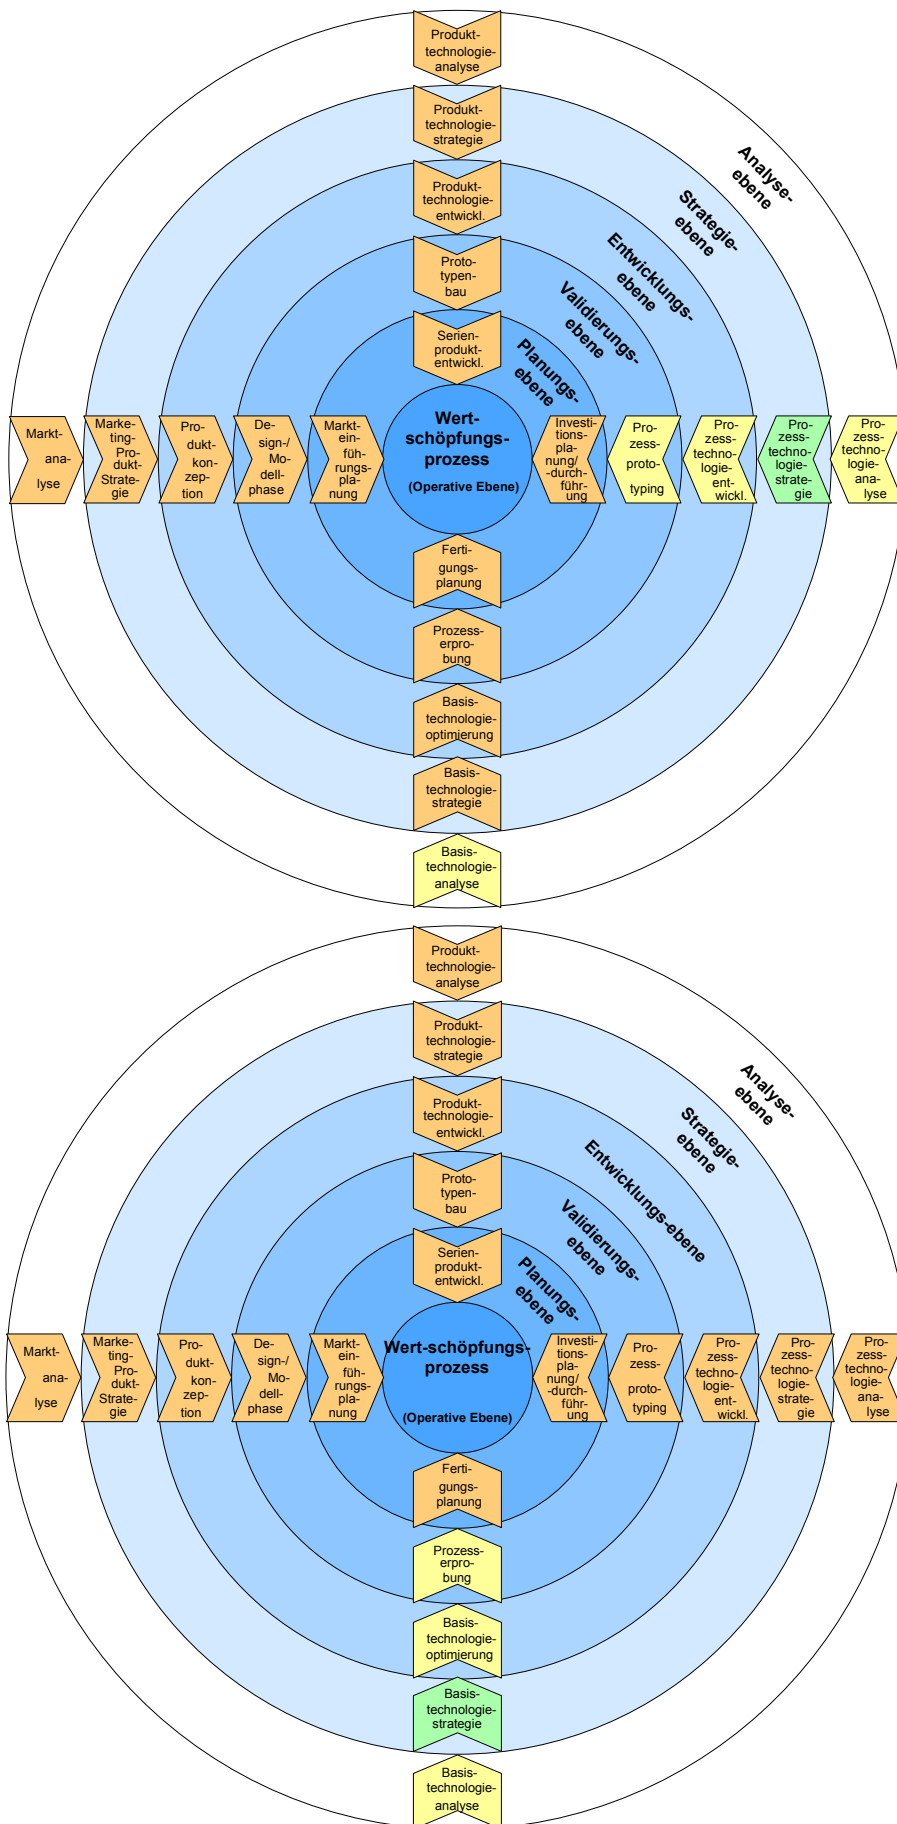 Produkt-
technologie-
analyse
Produkt-
technologie-
strategie
Produkt-
technologie-
entwickl.
Proto-
typen-
bau
Serien-
produkt-
entwickl.
Analyse-
ebene
Strategie-
ebene
Entwicklungs-
ebene
Validierungs-
ebene
Planungs-
ebene
Markt-
ana-
lyse
Marke-
ting-
Pro-
dukt-
Strate-
gie
Pro-
dukt-
kon-
zep-
tion
De-
sign-/
Mo-
dell-
phase
Markt-
ein-
füh-
rungs-
pla-
nung
Wert-
schöpfungs-
prozess
(Operative Ebene)
Investi-
tions-
pla-
nung/
-durch-
führ-
ung
Pro-
zess-
proto-
typing
Pro-
zess-
techno-
logie-
ent-
wickl.
Pro-
zess-
techno-
logie-
strate-
gie
Pro-
zess-
techno-
logie-
ana-
lyse
Ferti-
gungs-
planung
Prozess-
erpro-
bung
Basis-
technologie-
optimierung
Basis-
technologie-
strategie
Basis-
technologie-
analyse
Produkt-
technologie-
analyse
Produkt-
technologie-
strategie
Produkt-
technologie-
entwickl.
Proto-
typen-
bau
Serien-
produkt-
entwickl.
Analyse-
ebene
Strategie-
ebene
Entwicklungs-ebene
Validierungs-
ebene
Planungs-
ebene
Markt-
ana-
lyse
Marke-
ting-
Pro-
dukt-
Strate-
gie
Pro-
dukt-
kon-
zep-
tion
De-
sign-/
Mo-
dell-
phase
Markt-
ein-
füh-
rungs-
pla-
nung
Wert-schöpfungs-
prozess
(Operative Ebene)
Investi-
tions-
pla-
nung/
-durch-
führ-
ung
Pro-
zess-
proto-
typing
Pro-
zess-
techno-
logie-
ent-
wickl.
Pro-
zess-
techno-
logie-
strate-
gie
Pro-
zess-
techno-
logie-
ana-
lyse
Ferti-
gungs-
planung
Prozess-
erpro-
bung
Basis-
technologie-
optimierung
Basis-
technologie-
strategie
Basis-
technologie-
analyse